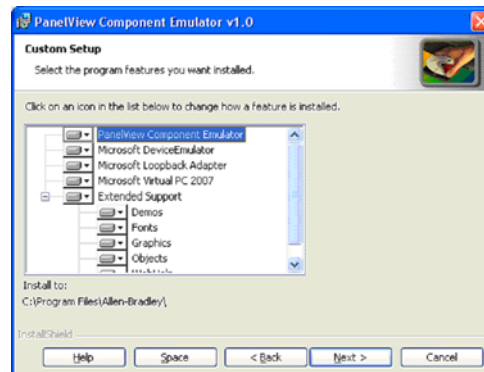 PanelView Component Emulator v1.0
Custom Setup
Select the program features you want installed.
Click on an icon in the list below to change how a feature is installed.
PanelView Component Emulator
Microsoft DeviceEmulator
Microsoft Loopback Adapter
Microsoft Virtual PC 2007
Extended Support
Demos
Fonts
Graphics
Objects
Install to:
C:\Program Files\Allen-Bradley\
InstallShield
Help Space < Back Next > Cancel